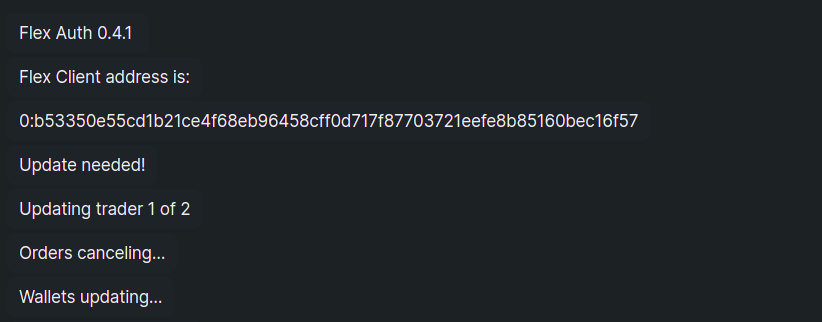 Flex Auth 0.4.1
Flex Client address is:
0:b53350e55cd1b21ce4f68eb96458cff0d717f87703721eefe8b85160bec16f57
Update needed!
Updating trader 1 of 2
Orders canceling...
Wallets updating...